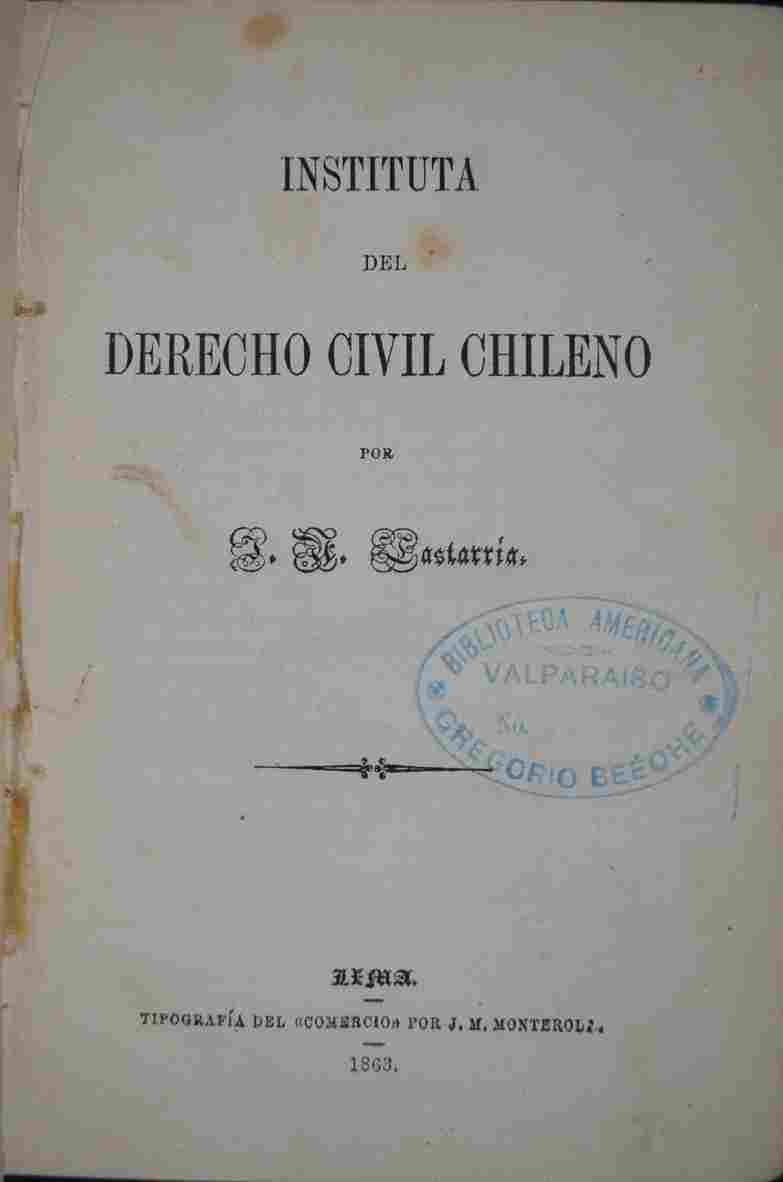 INSTITUTA
DEL
DERECHO CIVIL CHILENO
POR
J. V. Lastarria.
BIBLIOTECA AMERICANA
VALPARAISO
GREGORIO BEÉCHE
LIMA.
TIPOGRAFÍA DEL «COMERCIO» POR J. M. MONTEROLA.
1863.